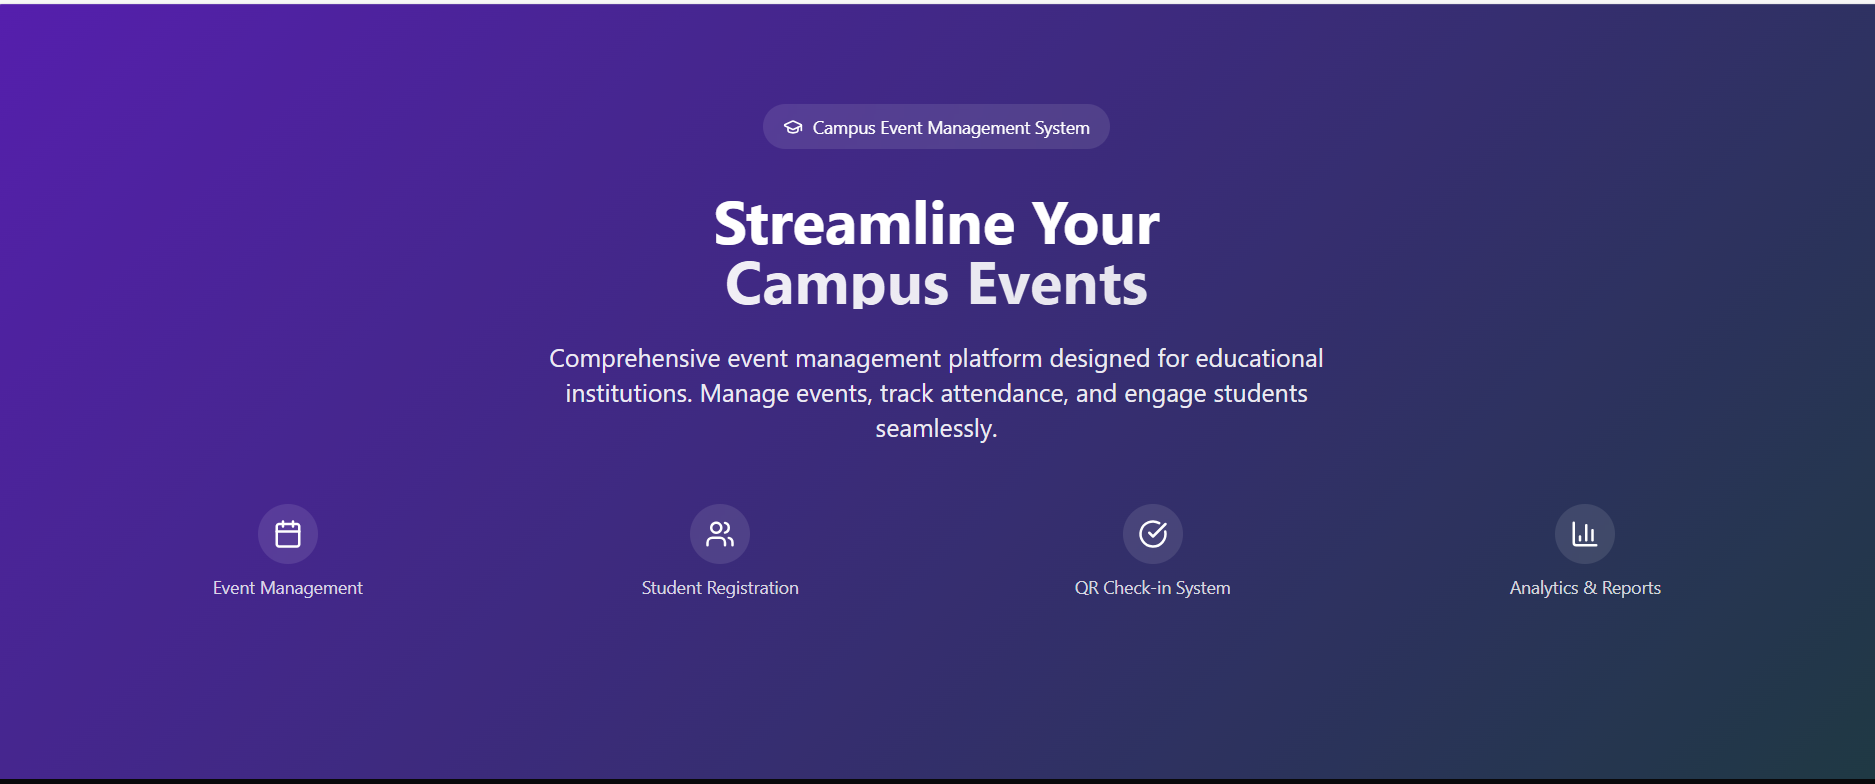 Campus Event Management System
Streamline Your
Campus Events
Comprehensive event management platform designed for educational
institutions. Manage events, track attendance, and engage students
seamlessly.
Event Management
Student Registration
QR Check-in System
Analytics & Reports